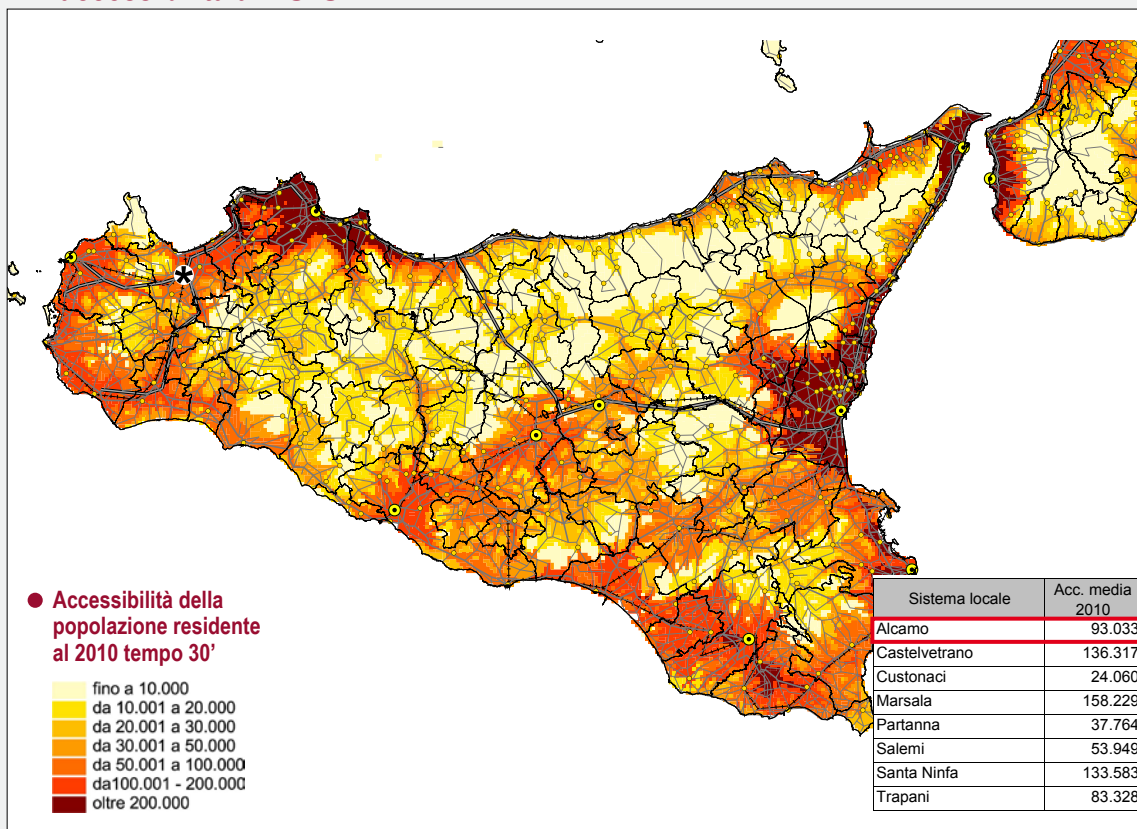 ● Accessibilità della
popolazione residente
al 2010 tempo 30’
fino a 10.000
da 10.001 a 20.000
da 20.001 a 30.000
da 30.001 a 50.000
da 50.001 a 100.000
da100.001 - 200.000
oltre 200.000
Sistema locale Acc. media 2010
Alcamo 93.033
Castelvetrano 136.317
Custonaci 24.060
Marsala 158.229
Partanna 37.764
Salemi 53.949
Santa Ninfa 133.583
Trapani 83.328